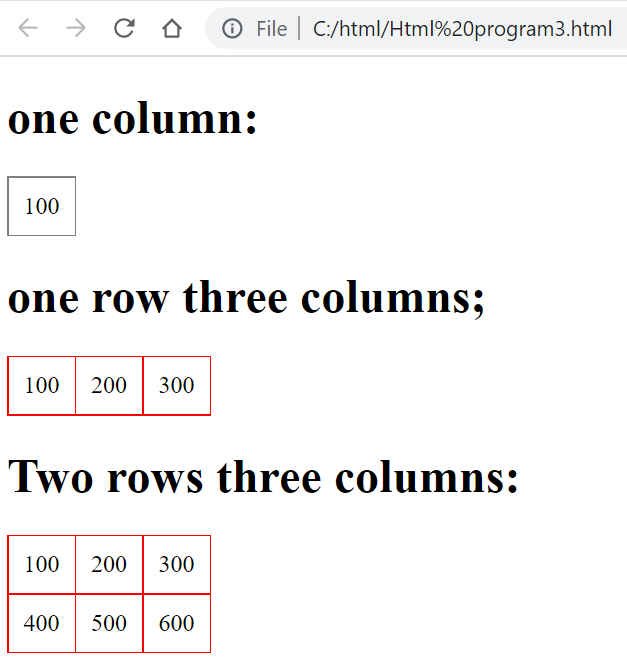 File | C:/html/Html%20program3.html
one column:
100
one row three columns;
100 200 300
Two rows three columns:
100 200 300
400 500 600